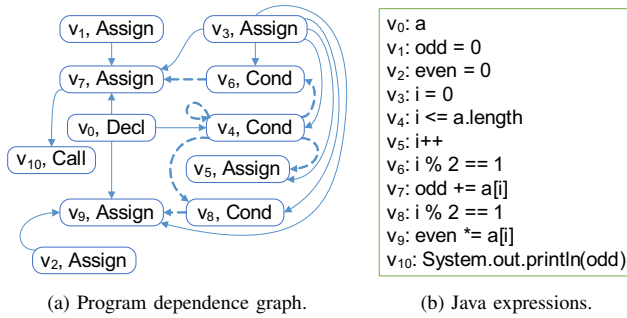 v₁, Assign
v₃, Assign
v₇, Assign
v₆, Cond
v₀, Decl
v₄, Cond
v₁₀, Call
v₅, Assign
v₉, Assign
v₈, Cond
v₂, Assign
(a) Program dependence graph.
v₀: a
v₁: odd = 0
v₂: even = 0
v₃: i = 0
v₄: i <= a.length
v₅: i++
v₆: i % 2 == 1
v₇: odd += a[i]
v₈: i % 2 == 1
v₉: even *= a[i]
v₁₀: System.out.println(odd)
(b) Java expressions.